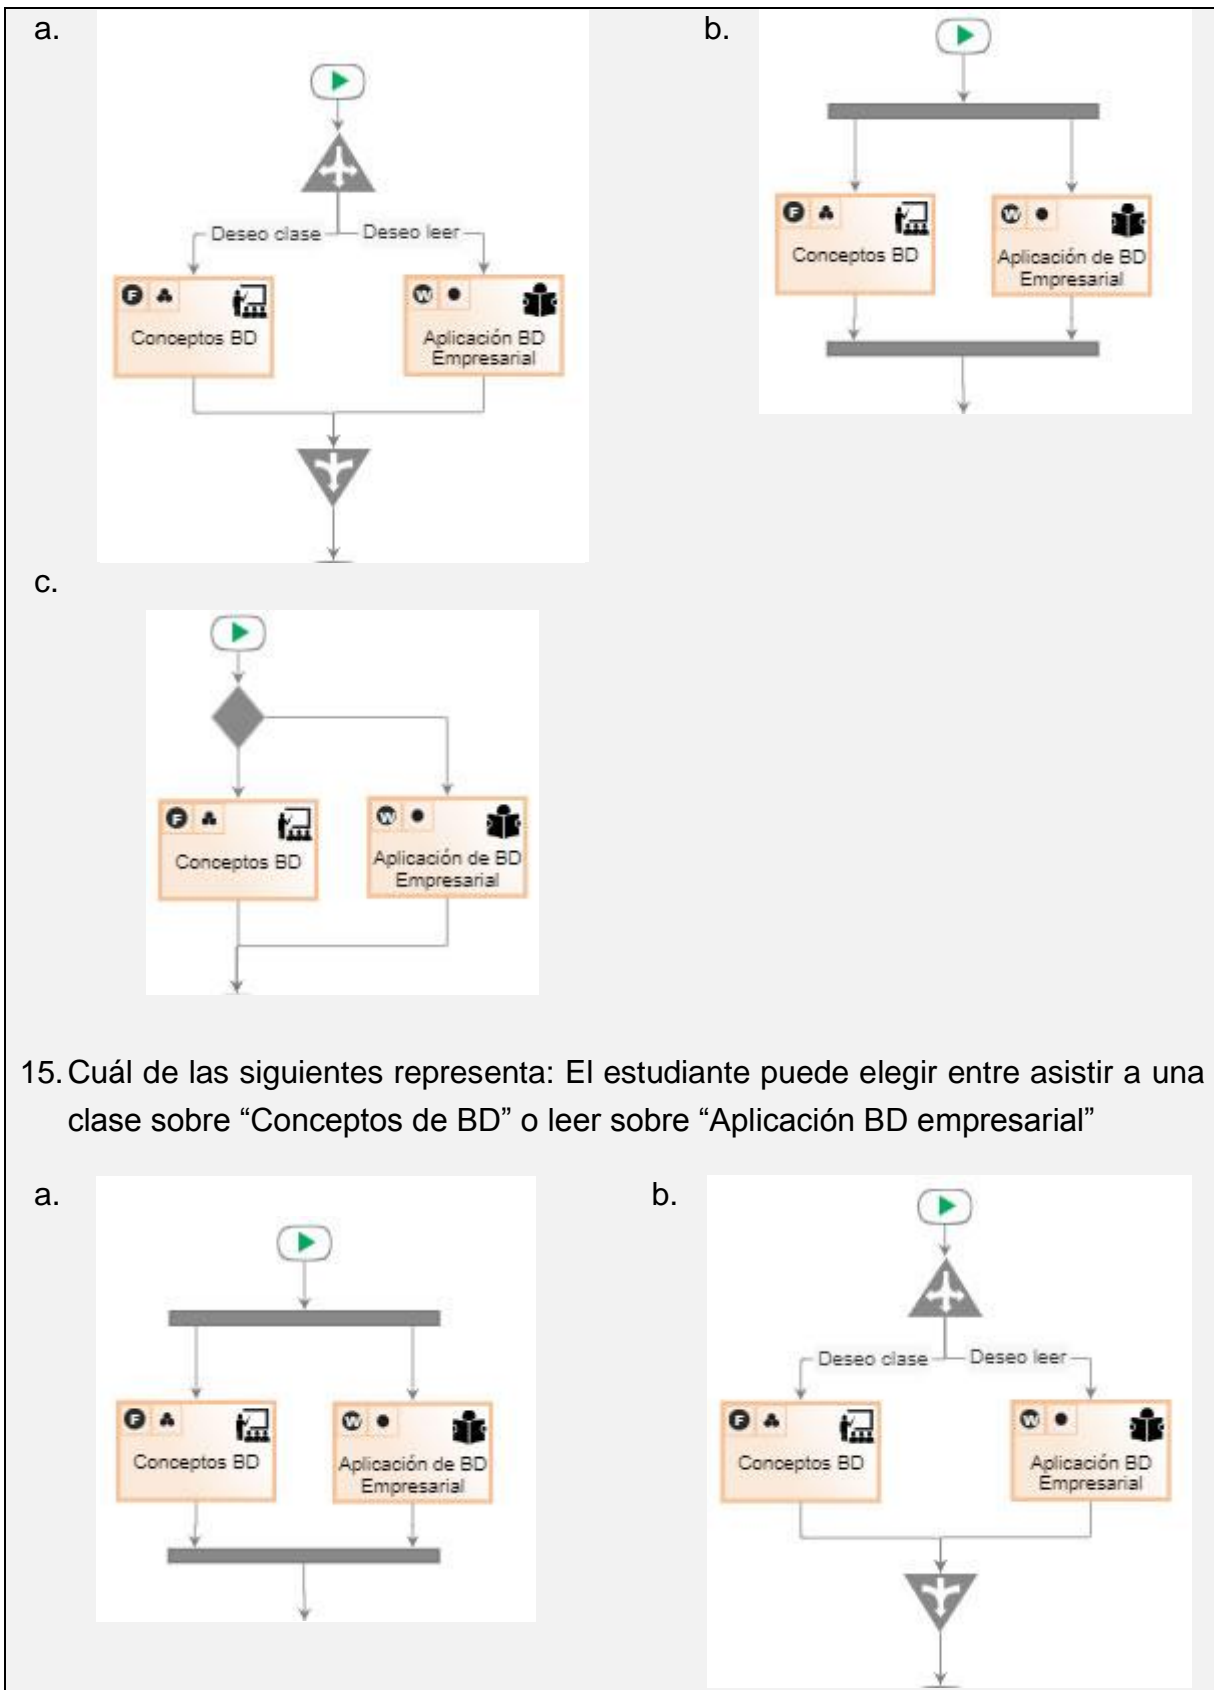 a.
b.
Deseo clase
Deseo leer
F
Conceptos BD
W
Aplicación BD
Empresarial
F
Conceptos BD
W
Aplicación de BD
Empresarial
c.
F
Conceptos BD
W
Aplicación de BD
Empresarial
15. Cuál de las siguientes representa: El estudiante puede elegir entre asistir a una
clase sobre “Conceptos de BD” o leer sobre “Aplicación BD empresarial”
a.
b.
F
Conceptos BD
W
Aplicación de BD
Empresarial
Deseo clase
Deseo leer
F
Conceptos BD
W
Aplicación BD
Empresarial